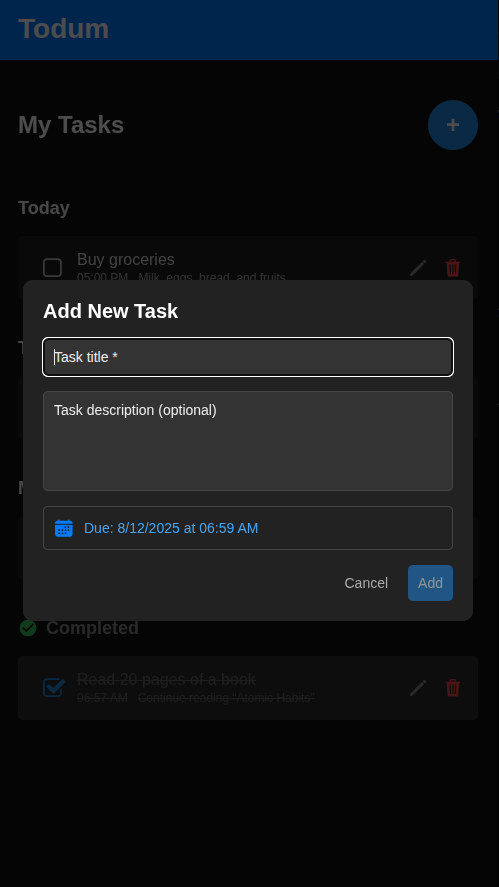 Todum
My Tasks
+
Today
Buy groceries
05:00 PM Milk, eggs, bread, and fruits
T
Add New Task
Task title *
Task description (optional)
M
Due: 8/12/2025 at 06:59 AM
Cancel Add
Completed
Read 20 pages of a book
06:57 AM Continue reading "Atomic Habits"